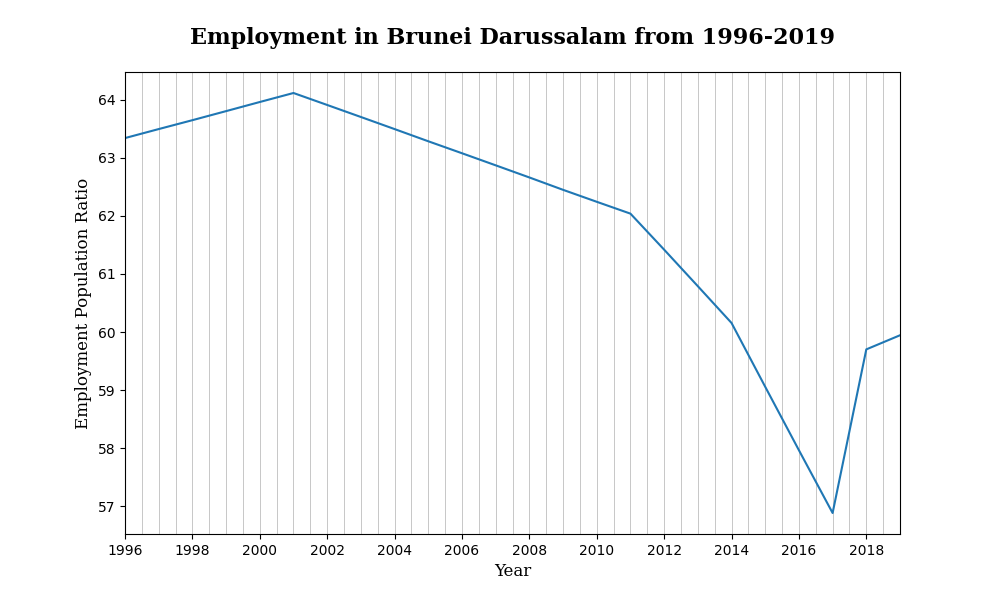 Employment in Brunei Darussalam from 1996-2019
Employment Population Ratio
64
63
62
61
60
59
58
57
1996 1998 2000 2002 2004 2006 2008 2010 2012 2014 2016 2018
Year